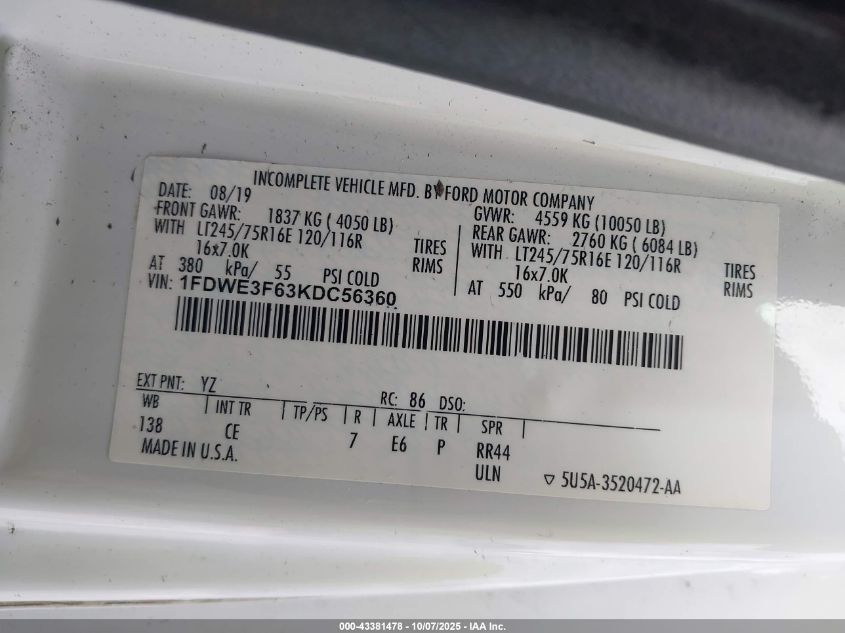 INCOMPLETE VEHICLE MFD. BY FORD MOTOR COMPANY
DATE: 08/19 GVWR: 4559 KG (10050 LB)
FRONT GAWR: 1837 KG ( 4050 LB) REAR GAWR: 2760 KG ( 6084 LB)
WITH LT245/75R16E 120/116R TIRES WITH LT245/75R16E 120/116R TIRES
16x7.0K RIMS 16x7.0K RIMS
AT 380 kPa/ 55 PSI COLD AT 550 kPa/ 80 PSI COLD
VIN: 1FDWE3F63KDC56360
EXT PNT: YZ RC: 86 DSO:
WB INT TR TP/PS R AXLE TR SPR
138 CE 7 E6 P RR44
MADE IN U.S.A. ULN ▽ 5U5A-3520472-AA
000-43381478 - 10/07/2025 - IAA Inc.